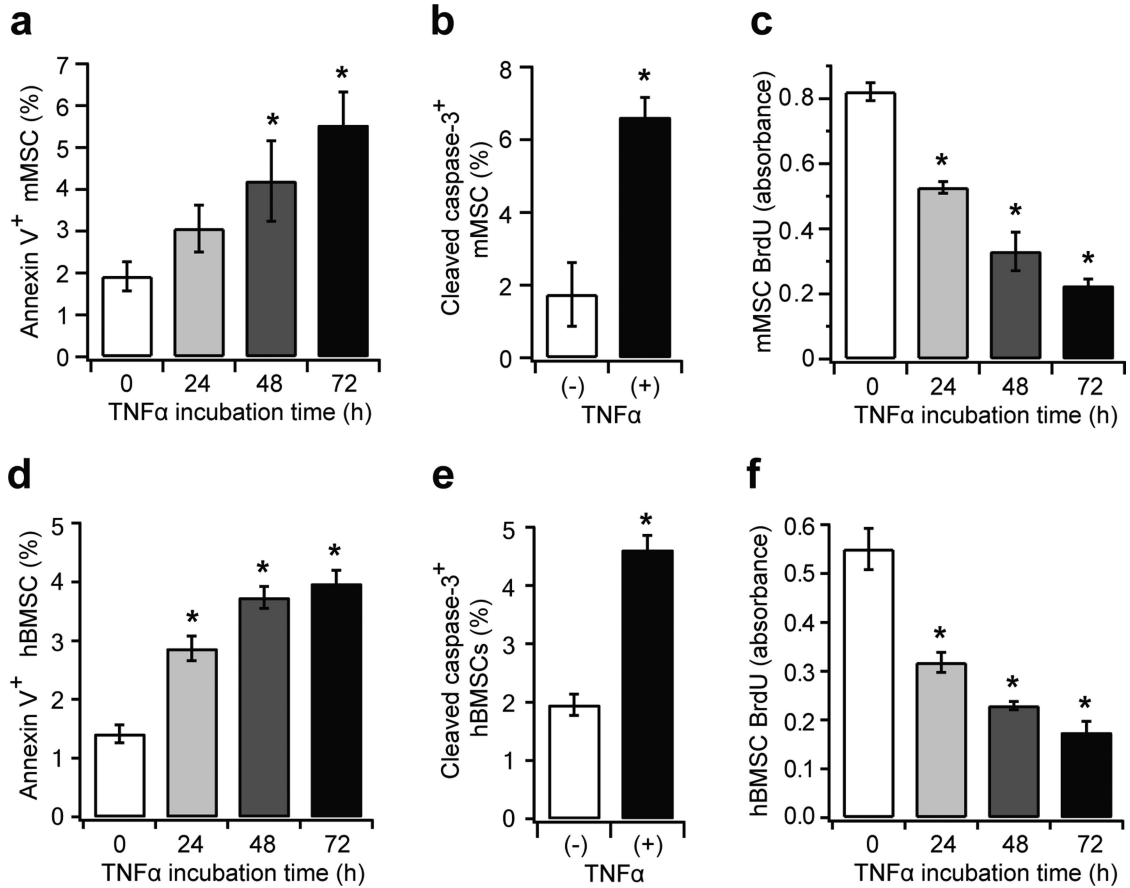 a
Annexin V+ mMSC (%)
7
6
5
4
3
2
1
0
*
*
0 24 48 72
TNFα incubation time (h)
b
Cleaved caspase-3+
mMSC (%)
8
6
4
2
0
*
(-) (+)
TNFα
c
mMSC BrdU (absorbance)
0.8
0.6
0.4
0.2
0
*
*
*
0 24 48 72
TNFα incubation time (h)
d
Annexin V+ hBMSC (%)
5
4
3
2
1
0
*
*
*
0 24 48 72
TNFα incubation time (h)
e
Cleaved caspase-3+
hBMSCs (%)
5
4
3
2
1
0
*
(-) (+)
TNFα
f
hBMSC BrdU (absorbance)
0.6
0.5
0.4
0.3
0.2
0.1
0.0
*
*
*
0 24 48 72
TNFα incubation time (h)